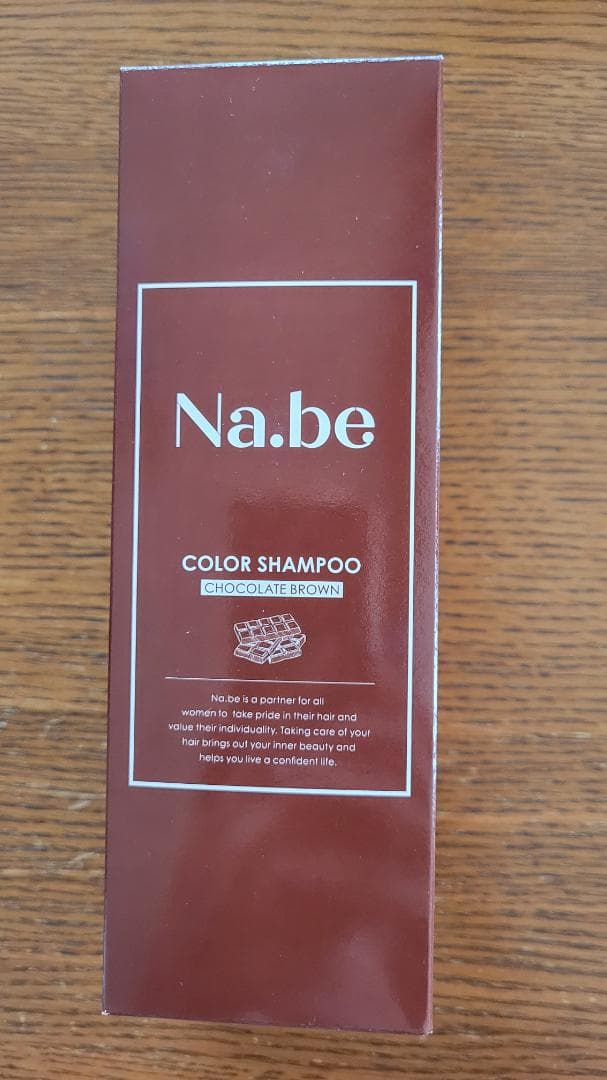 Na.be
COLOR SHAMPOO
CHOCOLATE BROWN
Na.be is a partner for all
women to take pride in their hair and
value their individuality. Taking care of your
hair brings out your inner beauty and
helps you live a confident life.